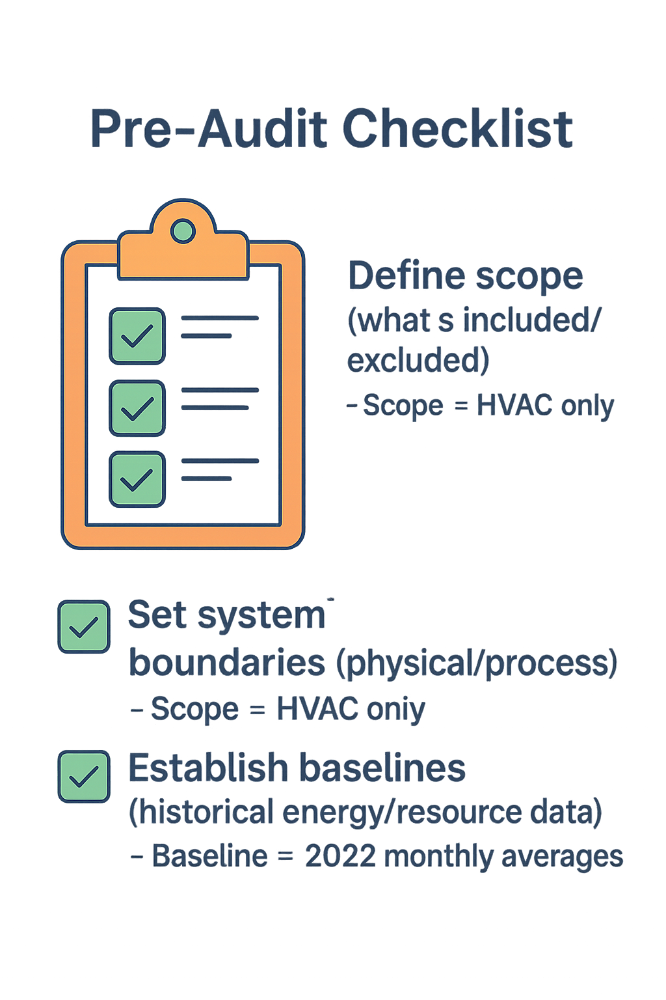 Pre-Audit Checklist
Define scope
(what s included/
excluded)
- Scope = HVAC only
Set system
boundaries (physical/process)
- Scope = HVAC oniy
Establish baselines
(historical energy/resource data)
- Baseline = 2022 monthly averages